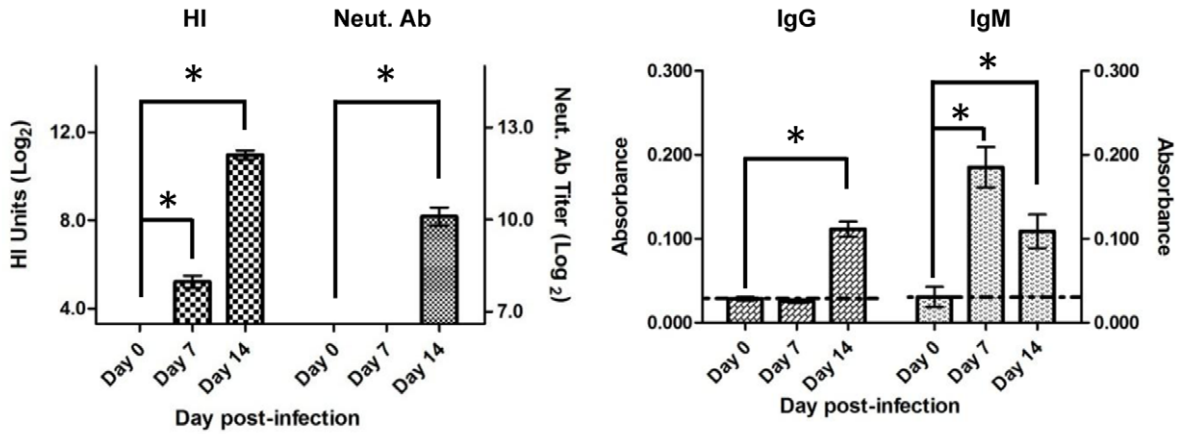 HI Neut. Ab
HI Units (Log2)
12.0
8.0
4.0
* *
*
13.0
10.0
7.0
Neut. Ab Titer (Log 2)
Day 0 Day 7 Day 14 Day 0 Day 7 Day 14
Day post-infection
IgG IgM
Absorbance
0.300
0.200
0.100
0.000
*
*
*
0.300
0.200
0.100
0.000
Absorbance
Day 0 Day 7 Day 14 Day 0 Day 7 Day 14
Day post-infection